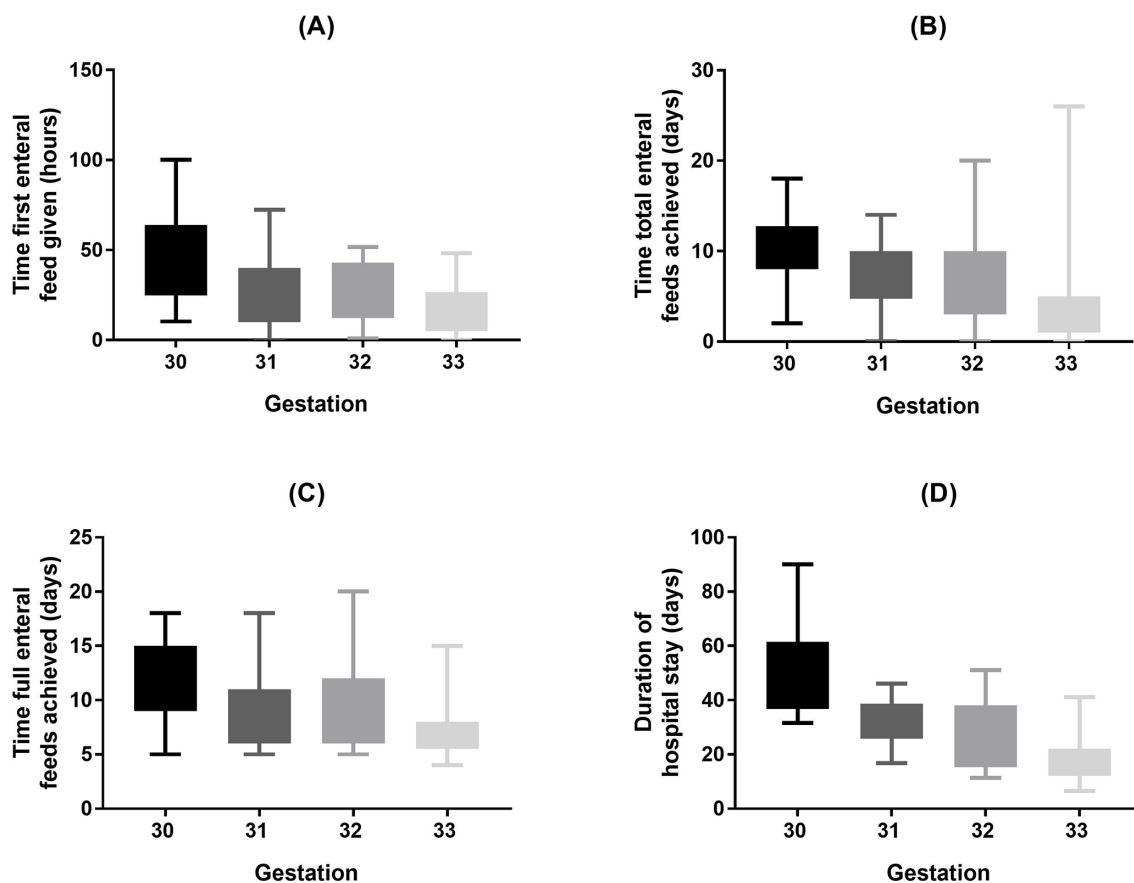 (A)
Time first enteral
feed given (hours)
150
100
50
0
30 31 32 33
Gestation
(B)
Time total enteral
feeds achieved (days)
30
20
10
0
30 31 32 33
Gestation
(C)
Time full enteral
feeds achieved (days)
25
20
15
10
5
0
30 31 32 33
Gestation
(D)
Duration of
hospital stay (days)
100
80
60
40
20
0
30 31 32 33
Gestation